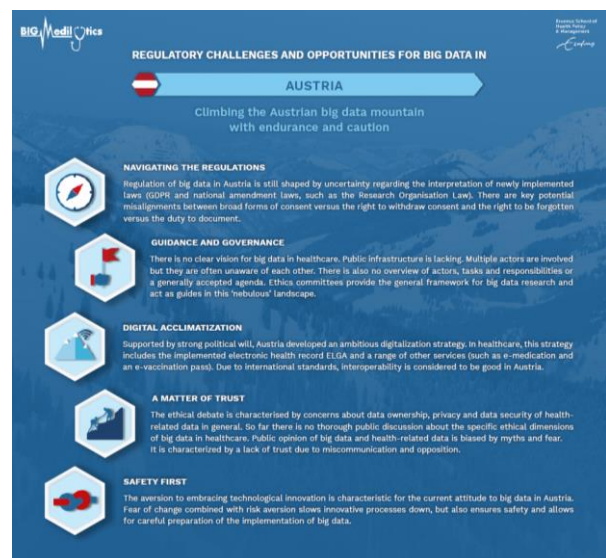 BIG Medilytics
Erasmus School of
Health Policy
& Management
Erasmus
REGULATORY CHALLENGES AND OPPORTUNITIES FOR BIG DATA IN
AUSTRIA
Climbing the Austrian big data mountain
with endurance and caution
NAVIGATING THE REGULATIONS
Regulation of big data in Austria is still shaped by uncertainty regarding the interpretation of newly implemented
laws (GDPR and national amendment laws, such as the Research Organisation Law). There are key potential
misalignments between broad forms of consent versus the right to withdraw consent and the right to be forgotten
versus the duty to document.
GUIDANCE AND GOVERNANCE
There is no clear vision for big data in healthcare. Public infrastructure is lacking. Multiple actors are involved
but they are often unaware of each other. There is also no overview of actors, tasks and responsibilities or
a generally accepted agenda. Ethics committees provide the general framework for big data research and
act as guides in this ‘nebulous’ landscape.
DIGITAL ACCLIMATIZATION
Supported by strong political will, Austria developed an ambitious digitalization strategy. In healthcare, this strategy
includes the implemented electronic health record ELGA and a range of other services (such as e-medication and
an e-vaccination pass). Due to international standards, interoperability is considered to be good in Austria.
A MATTER OF TRUST
The ethical debate is characterised by concerns about data ownership, privacy and data security of health-
related data in general. So far there is no thorough public discussion about the specific ethical dimensions
of big data in healthcare. Public opinion of big data and health-related data is biased by myths and fear.
It is characterized by a lack of trust due to miscommunication and opposition.
SAFETY FIRST
The aversion to embracing technological innovation is characteristic for the current attitude to big data in Austria.
Fear of change combined with risk aversion slows innovative processes down, but also ensures safety and allows
for careful preparation of the implementation of big data.